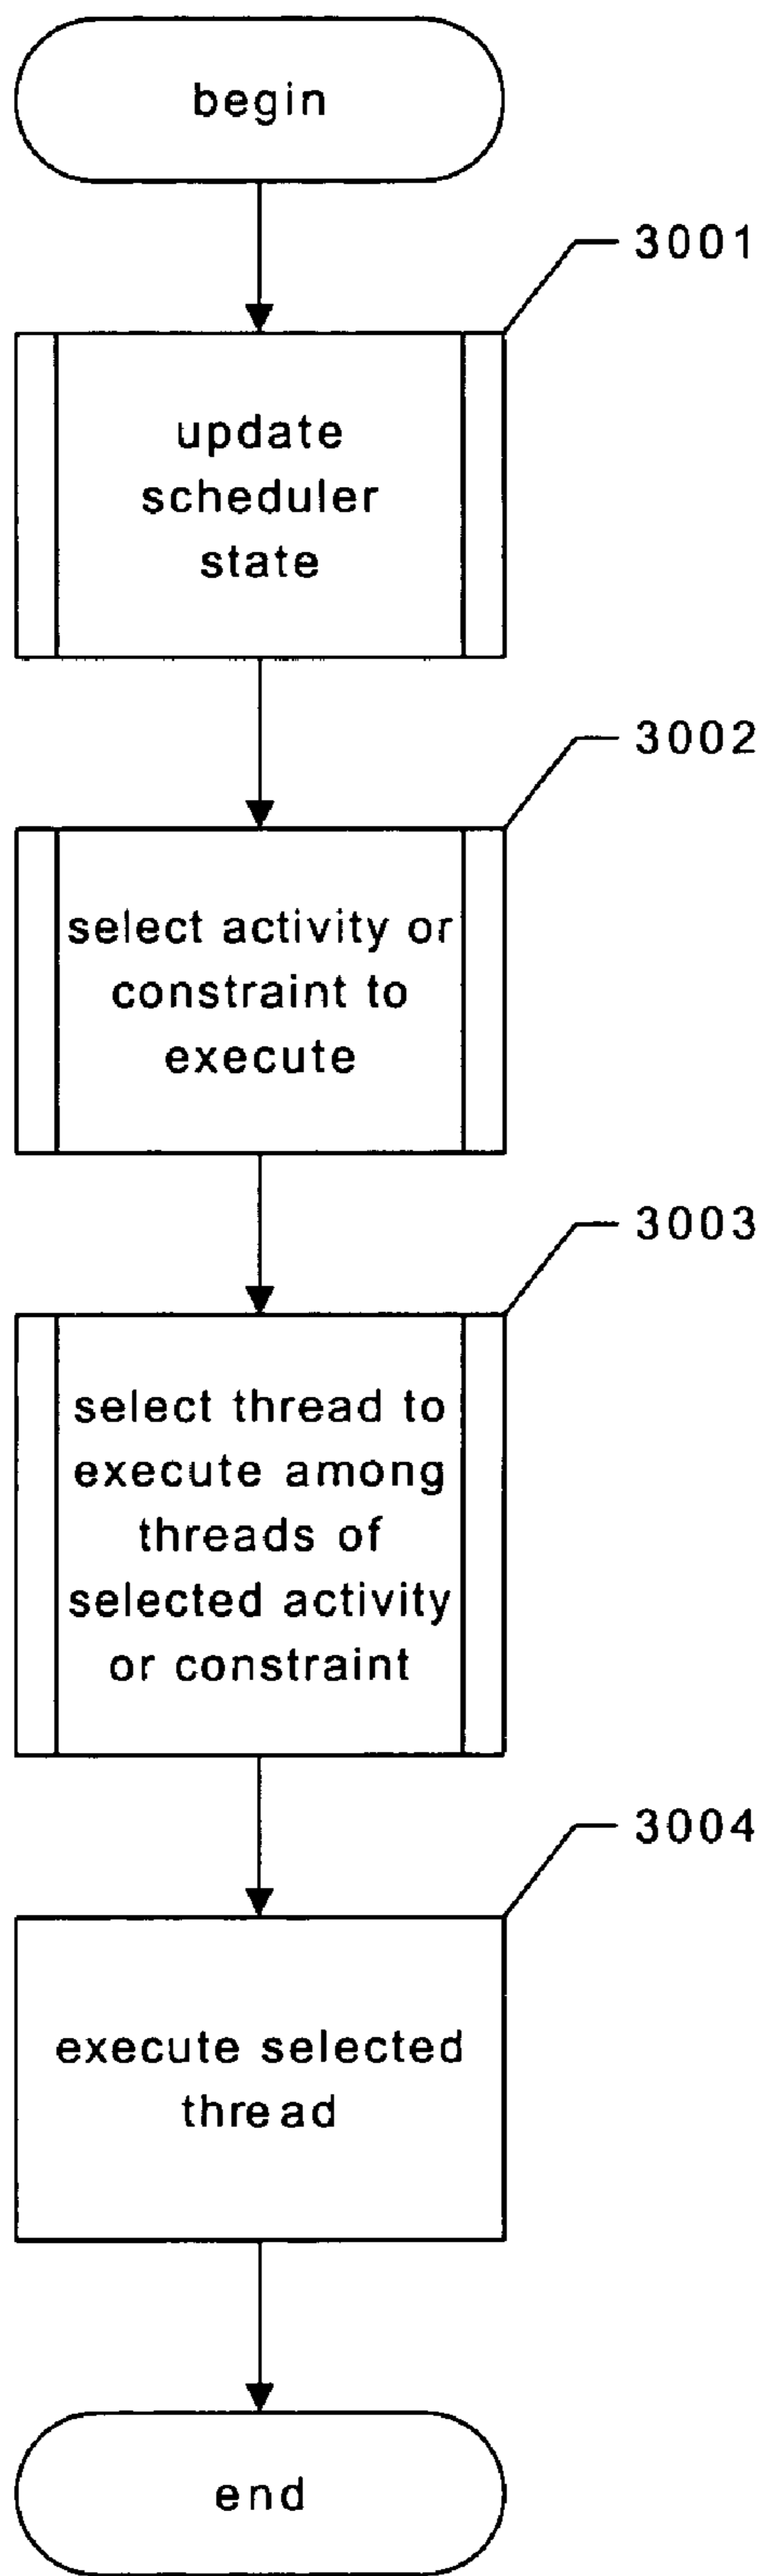 begin
3001
update
scheduler
state
3002
select activity or
constraint to
execute
3003
select thread to
execute among
threads of
selected activity
or constraint
3004
execute selected
thread
end